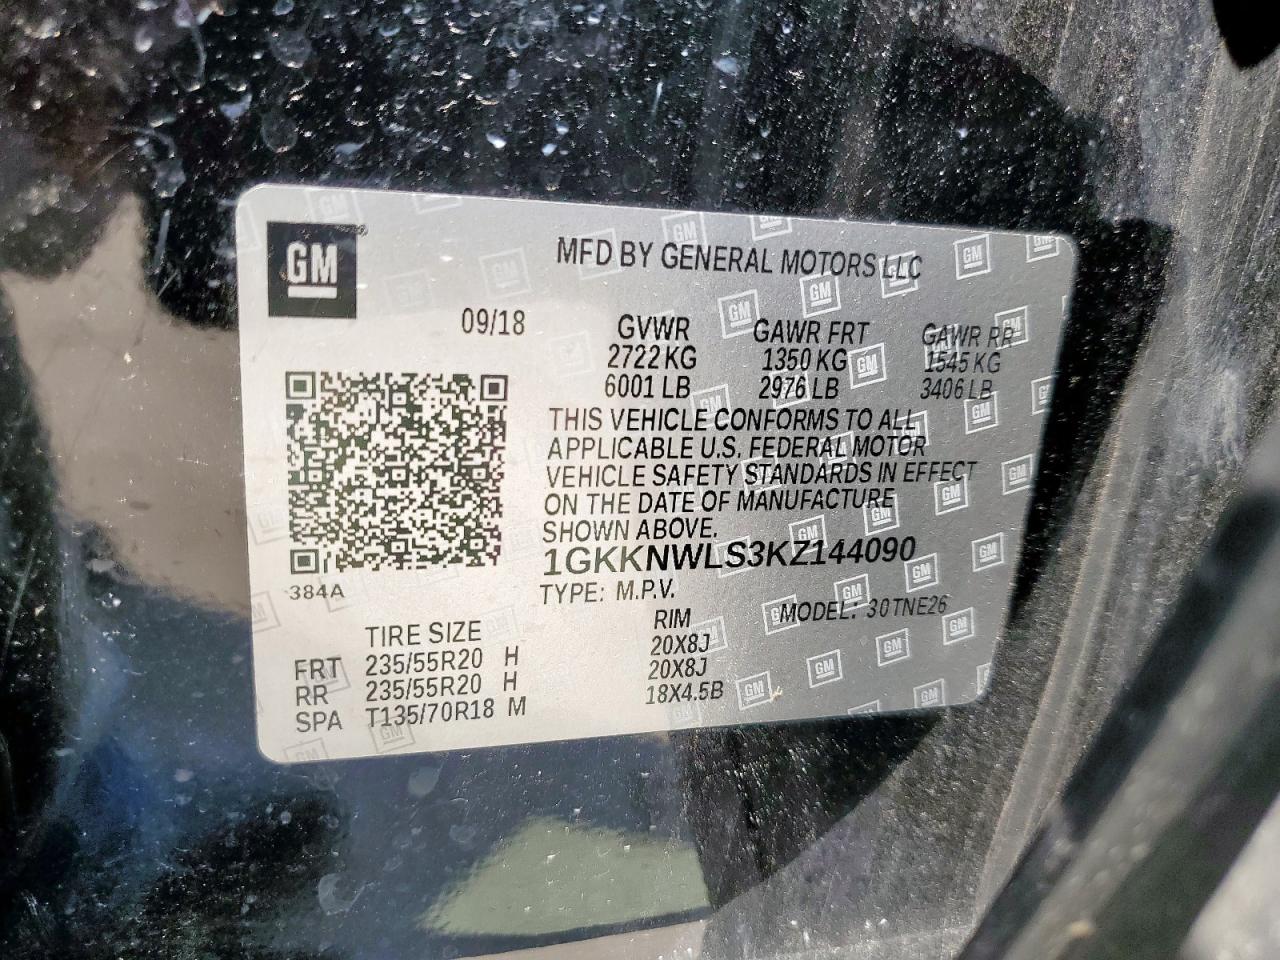 GM
MFD BY GENERAL MOTORS LLC
09/18
GVWR GAWR FRT GAWR RR
2722 KG 1350 KG 1545 KG
6001 LB 2976 LB 3406 LB
THIS VEHICLE CONFORMS TO ALL
APPLICABLE U.S. FEDERAL MOTOR
VEHICLE SAFETY STANDARDS IN EFFECT
ON THE DATE OF MANUFACTURE
SHOWN ABOVE.
1GKKNWLS3KZ144090
384A
TYPE: M.P.V. MODEL: 30TNE26
TIRE SIZE RIM
FRT 235/55R20 H 20X8J
RR 235/55R20 H 20X8J
SPA T135/70R18 M 18X4.5B